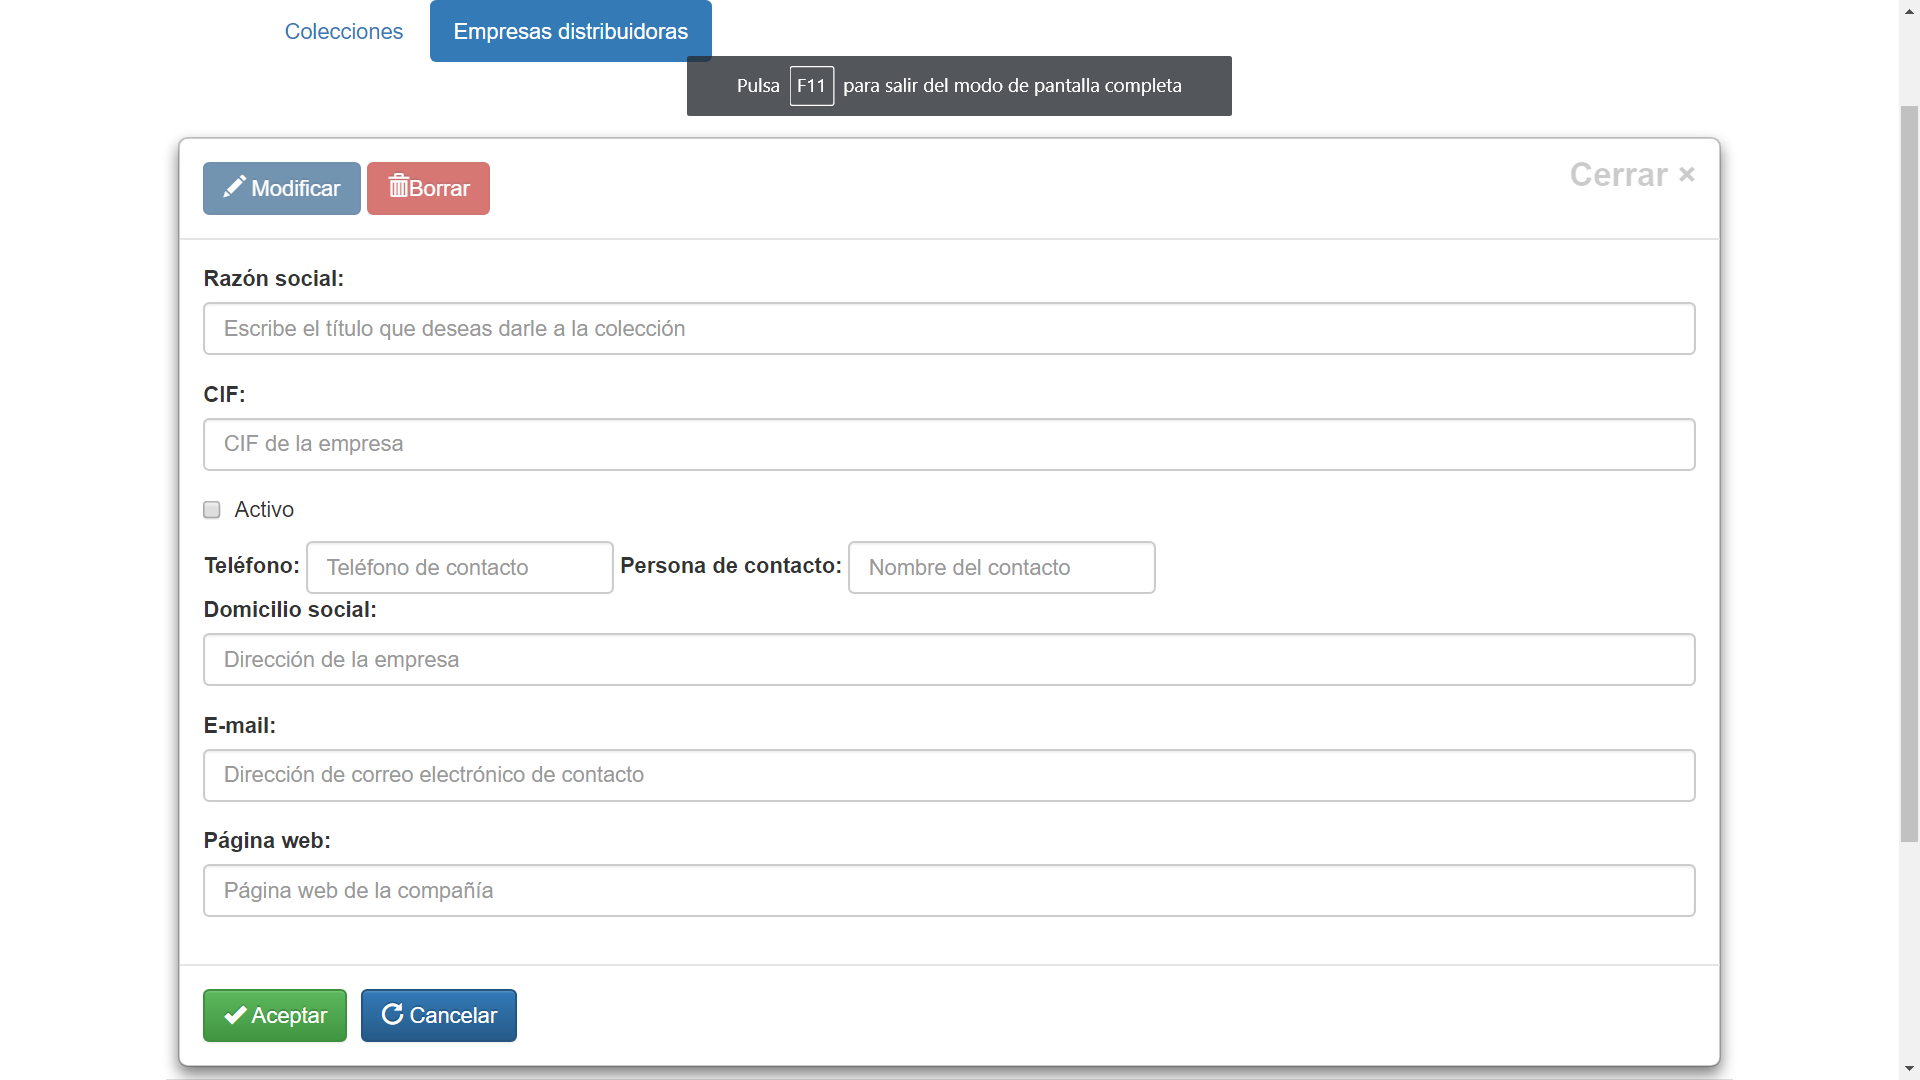 Colecciones Empresas distribuidoras
Pulsa F11 para salir del modo de pantalla completa
Modificar Borrar Cerrar ×
Razón social:
Escribe el título que deseas darle a la colección
CIF:
CIF de la empresa
Activo
Teléfono: Teléfono de contacto Persona de contacto: Nombre del contacto
Domicilio social:
Dirección de la empresa
E-mail:
Dirección de correo electrónico de contacto
Página web:
Página web de la compañía
Aceptar Cancelar